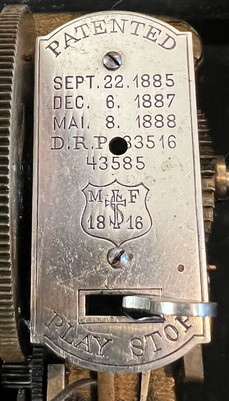 PATENTED
SEPT. 22. 1885
DEC. 6. 1887
MAI. 8. 1888
D.R.P. 33516
43585
M F
18 16
PLAY STOP